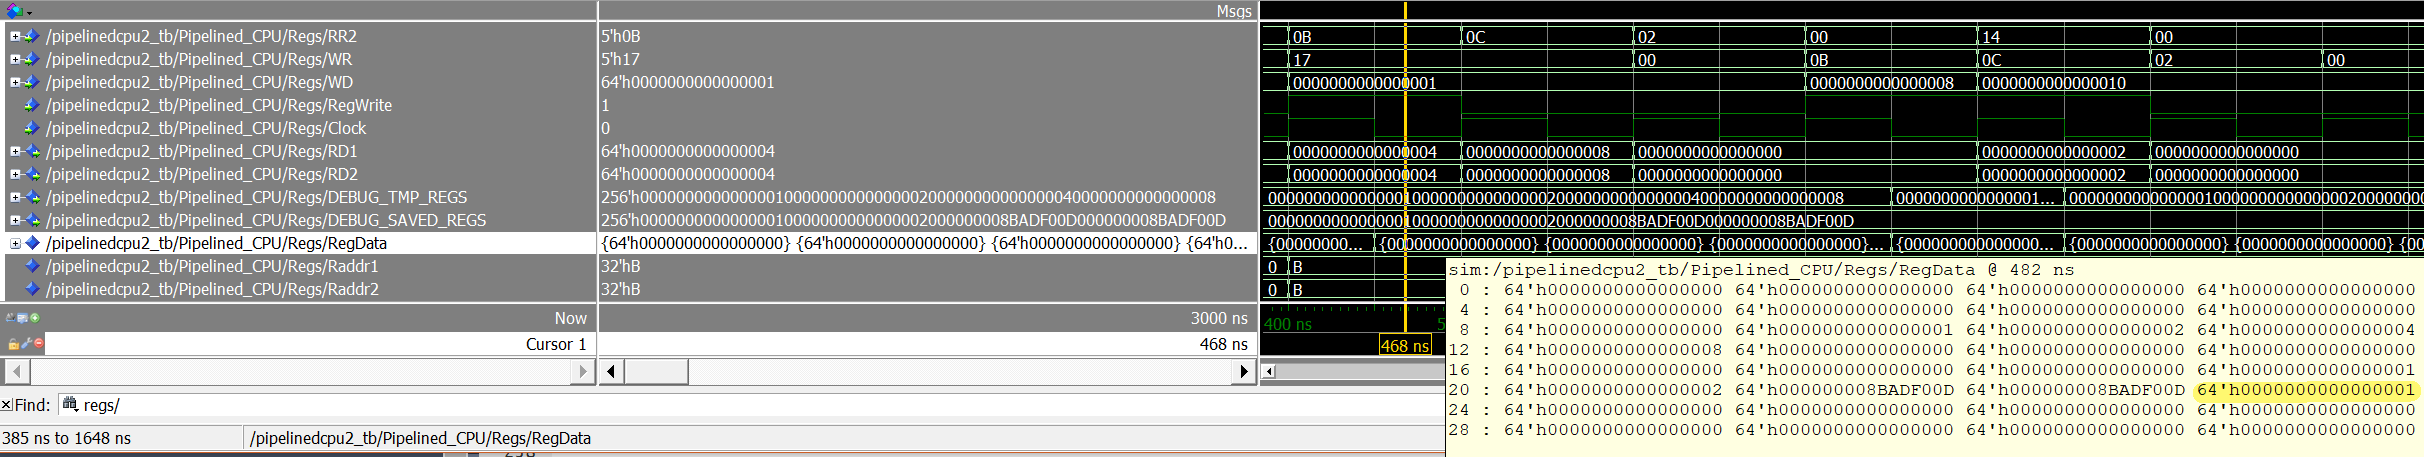 Msgs
/pipelinedcpu2_tb/Pipelined_CPU/Regs/RR2 5'h0B 0B 0C 02 00 14 00
/pipelinedcpu2_tb/Pipelined_CPU/Regs/WR 5'h17 17 00 0B 0C 02 00
/pipelinedcpu2_tb/Pipelined_CPU/Regs/WD 64'h0000000000000001 0000000000000001 0000000000000008 0000000000000010
/pipelinedcpu2_tb/Pipelined_CPU/Regs/RegWrite 1
/pipelinedcpu2_tb/Pipelined_CPU/Regs/Clock 0
/pipelinedcpu2_tb/Pipelined_CPU/Regs/RD1 64'h0000000000000004 0000000000000004 0000000000000008 0000000000000000 0000000000000002 0000000000000000
/pipelinedcpu2_tb/Pipelined_CPU/Regs/RD2 64'h0000000000000004 0000000000000004 0000000000000008 0000000000000000 0000000000000002 0000000000000000
/pipelinedcpu2_tb/Pipelined_CPU/Regs/DEBUG_TMP_REGS 256'h0000000000000001000000000000000200000000000000040000000000000008 0000000000000001000000000000000200000000000000040000000000000008 0000000000000001... 0000000000000001000000000000000200000000
/pipelinedcpu2_tb/Pipelined_CPU/Regs/DEBUG_SAVED_REGS 256'h00000000000000010000000000000002000000008BADF00D000000008BADF00D 00000000000000010000000000000002000000008BADF00D000000008BADF00D
/pipelinedcpu2_tb/Pipelined_CPU/Regs/RegData {64'h0000000000000000} {64'h0000000000000000} {64'h0000000000000000} {64'h0... {00000000... {0000000000000000} {0000000000000000} {0000000000000000}... {00000000000000... {0000000000000000} {0000000000000000} {00
/pipelinedcpu2_tb/Pipelined_CPU/Regs/Raddr1 32'hB 0 B
/pipelinedcpu2_tb/Pipelined_CPU/Regs/Raddr2 32'hB 0 B
Now 3000 ns 400 ns
Cursor 1 468 ns 468 ns
sim:/pipelinedcpu2_tb/Pipelined_CPU/Regs/RegData @ 482 ns
0 : 64'h0000000000000000 64'h0000000000000000 64'h0000000000000000 64'h0000000000000000
4 : 64'h0000000000000000 64'h0000000000000000 64'h0000000000000000 64'h0000000000000000
8 : 64'h0000000000000000 64'h0000000000000001 64'h0000000000000002 64'h0000000000000004
12 : 64'h0000000000000008 64'h0000000000000000 64'h0000000000000000 64'h0000000000000000
16 : 64'h0000000000000000 64'h0000000000000000 64'h0000000000000000 64'h0000000000000001
20 : 64'h0000000000000002 64'h000000008BADF00D 64'h000000008BADF00D 64'h0000000000000001
24 : 64'h0000000000000000 64'h0000000000000000 64'h0000000000000000 64'h0000000000000000
28 : 64'h0000000000000000 64'h0000000000000000 64'h0000000000000000 64'h0000000000000000
Find: regs/
385 ns to 1648 ns /pipelinedcpu2_tb/Pipelined_CPU/Regs/RegData